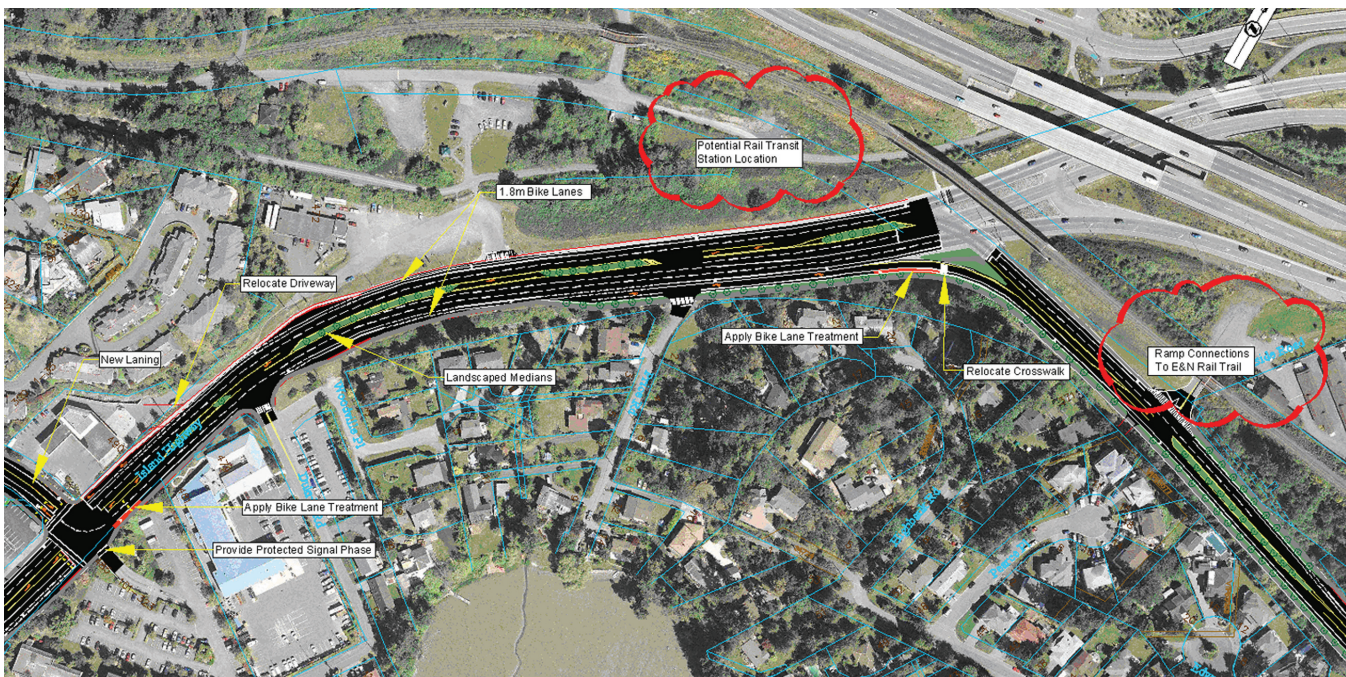 Potential Rail Transit
Station Location
1.8m Bike Lanes
Relocate Driveway
New Laning
Landscaped Medians
Apply Bike Lane Treatment
Relocate Crosswalk
Ramp Connections
To E&N Rail Trail
Island Highway
Apply Bike Lane Treatment
Provide Protected Signal Phase